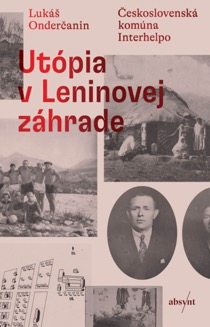 Lukáš
Onderčanin
Československá
komúna
Interhelpo
Utópia
v Leninovej
záhrade
absynt